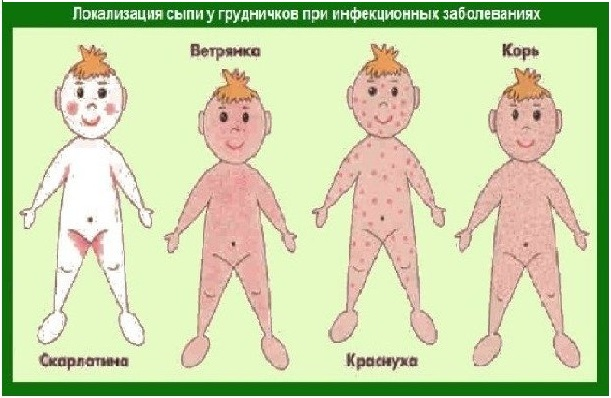 Локализация сыпи у грудничков при инфекционных заболеваниях
Ветрянка
Корь
Скарлатина
Краснуха